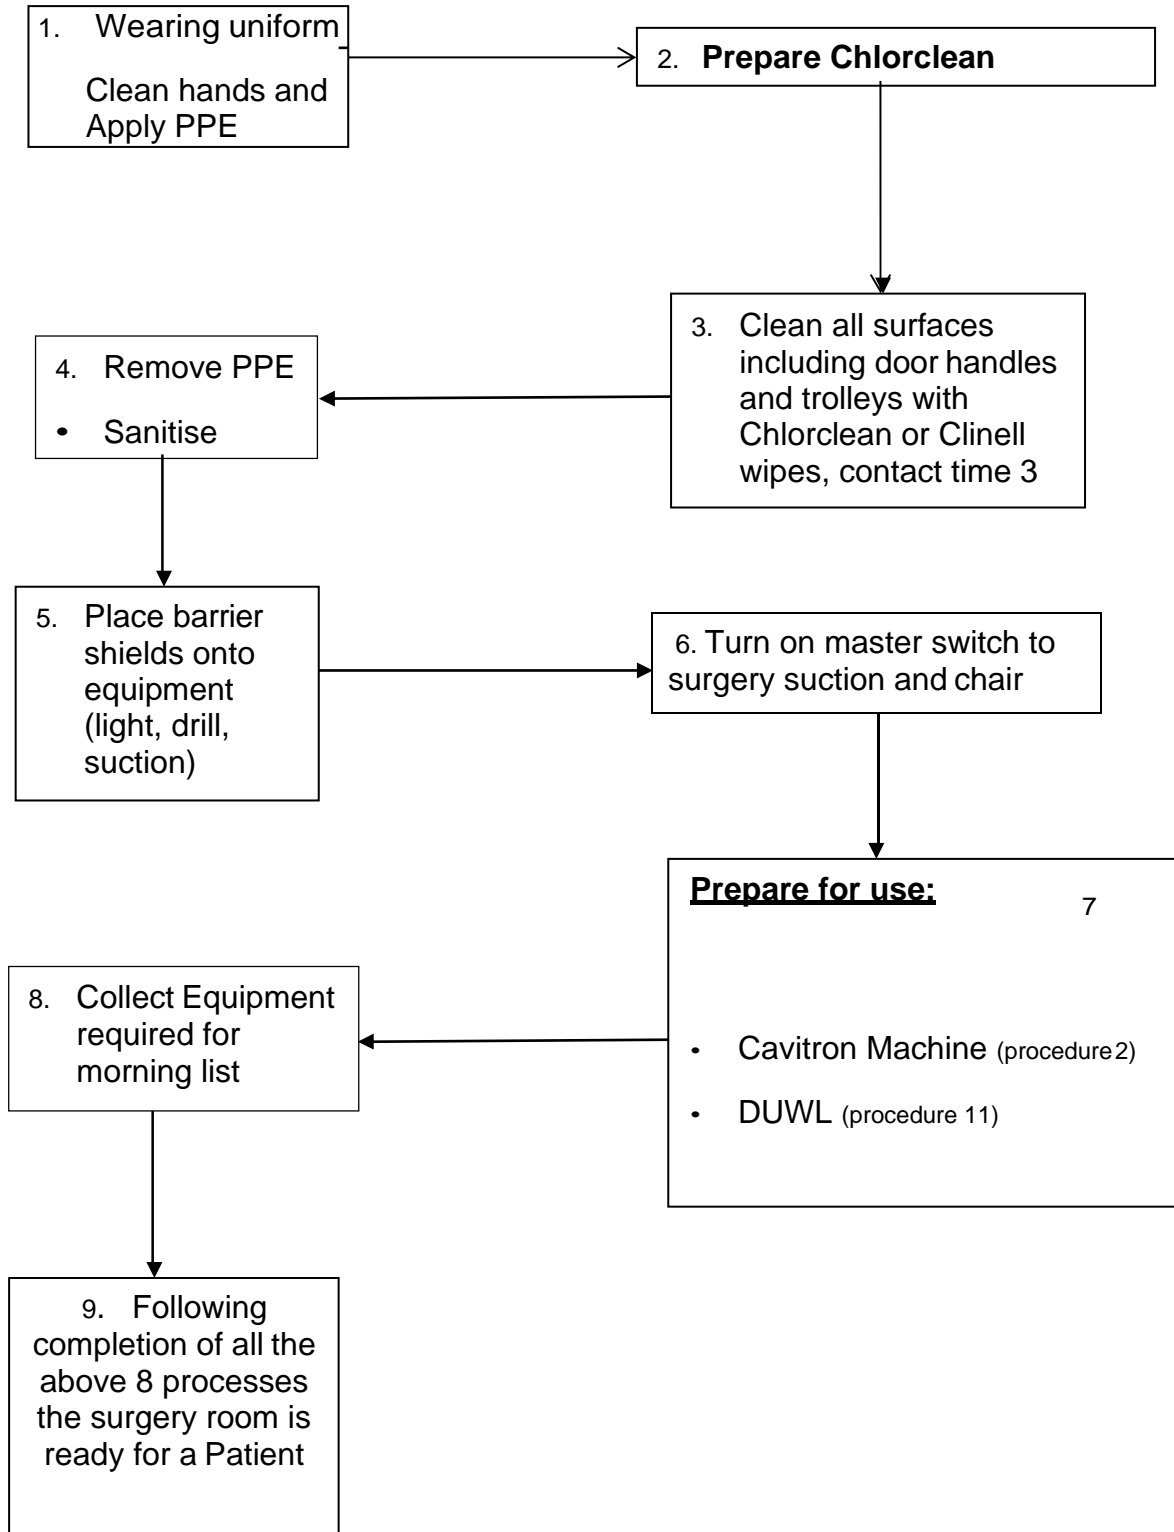 1. Wearing uniform -
Clean hands and
Apply PPE
2. Prepare Chlorclean
3. Clean all surfaces
including door handles
and trolleys with
Chlorclean or Clinell
wipes, contact time 3
4. Remove PPE
• Sanitise
5. Place barrier
shields onto
equipment
(light, drill,
suction)
6. Turn on master switch to
surgery suction and chair
Prepare for use: 7
• Cavitron Machine (procedure 2)
• DUWL (procedure 11)
8. Collect Equipment
required for
morning list
9. Following
completion of all the
above 8 processes
the surgery room is
ready for a Patient